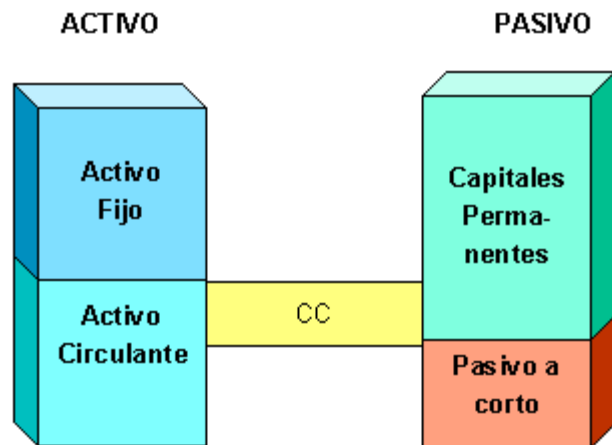 ACTIVO
PASIVO
Activo
Fijo
Capitales
Perma-
nentes
CC
Activo
Circulante
Pasivo a
corto